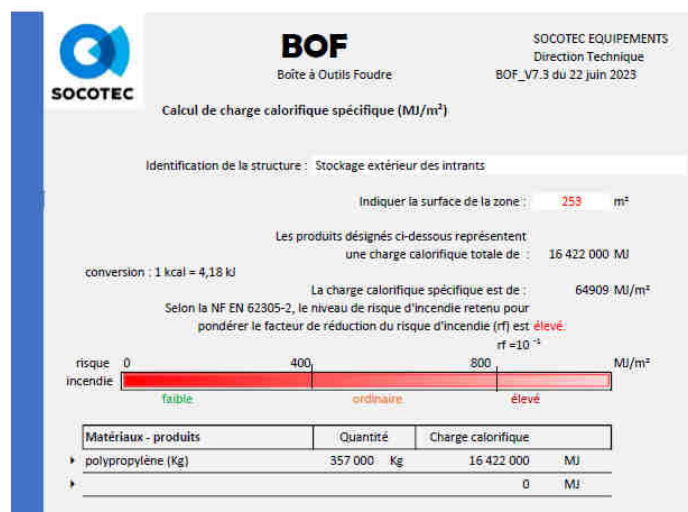 SOCOTEC
BOF
Boîte à Outils Foudre
SOCOTEC EQUIPEMENTS
Direction Technique
BOF_V7.3 du 22 juin 2023
Calcul de charge calorifique spécifique (MJ/m²)
Identification de la structure : Stockage extérieur des intrants
Indiquer la surface de la zone : 253 m²
Les produits désignés ci-dessous représentent
une charge calorifique totale de : 16 422 000 MJ
conversion : 1 kcal = 4,18 kJ
La charge calorifique spécifique est de : 64909 MJ/m²
Selon la NF EN 62305-2, le niveau de risque d'incendie retenu pour
pondérer le facteur de réduction du risque d'incendie (rf) est élevé.
rf =10 ⁻¹
risque 0 400 800 MJ/m²
incendie
faible ordinaire élevé
Matériaux - produits Quantité Charge calorifique
polypropylène (Kg) 357 000 Kg 16 422 000 MJ
0 MJ